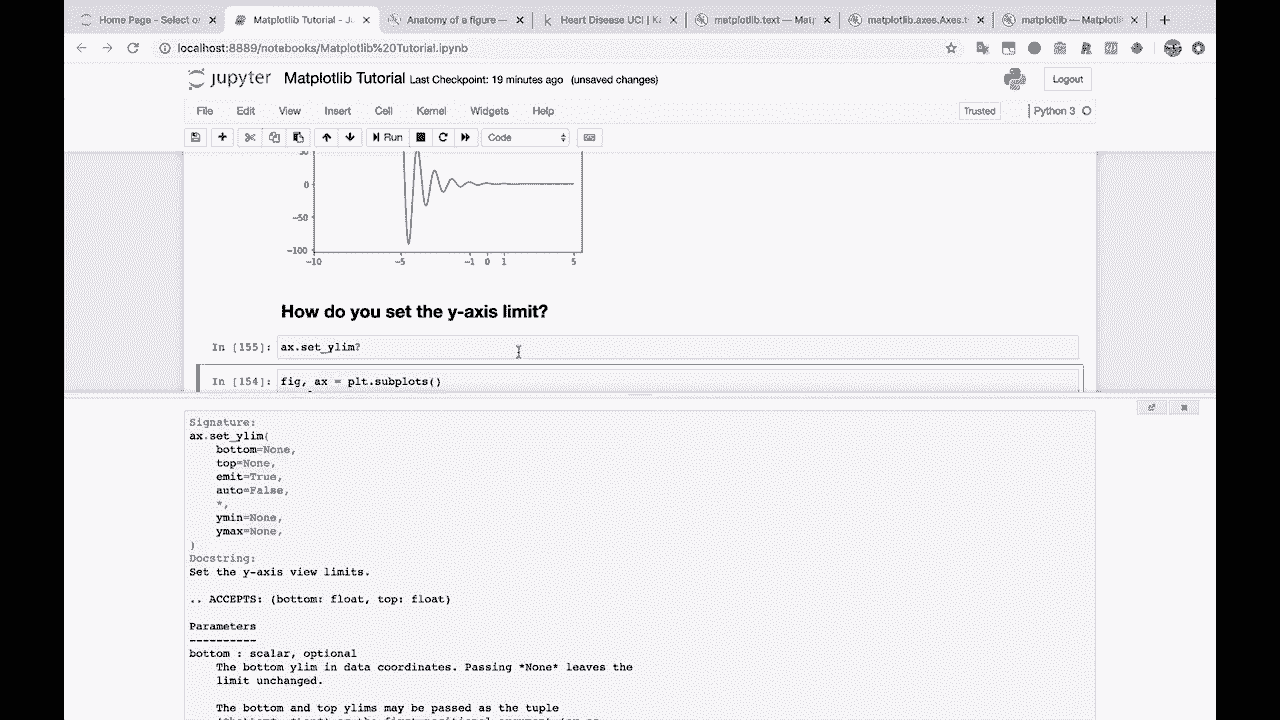 Home Page - Select o
Matplotlib Tutorial - J
Anatomy of a figure —
Heart Disease UCI | K
matplotlib.text — Mat
matplotlib.axes.Axes.
matplotlib — Matplotli
localhost:8889/notebooks/Matplotlib%20Tutorial.ipynb
jupyter Matplotlib Tutorial Last Checkpoint: 19 minutes ago (unsaved changes)
Logout
File Edit View Insert Cell Kernel Widgets Help
Trusted
Python 3
Run
Code
0
−50
−100
−10 −5 −1 0 1 5
How do you set the y-axis limit?
In [155]: ax.set_ylim?
In [154]: fig, ax = plt.subplots()
Signature:
ax.set_ylim(
bottom=None,
top=None,
emit=True,
auto=False,
*,
ymin=None,
ymax=None,
)
Docstring:
Set the y-axis view limits.
.. ACCEPTS: (bottom: float, top: float)
Parameters
----------
bottom : scalar, optional
The bottom ylim in data coordinates. Passing *None* leaves the
limit unchanged.
The bottom and top ylims may be passed as the tuple